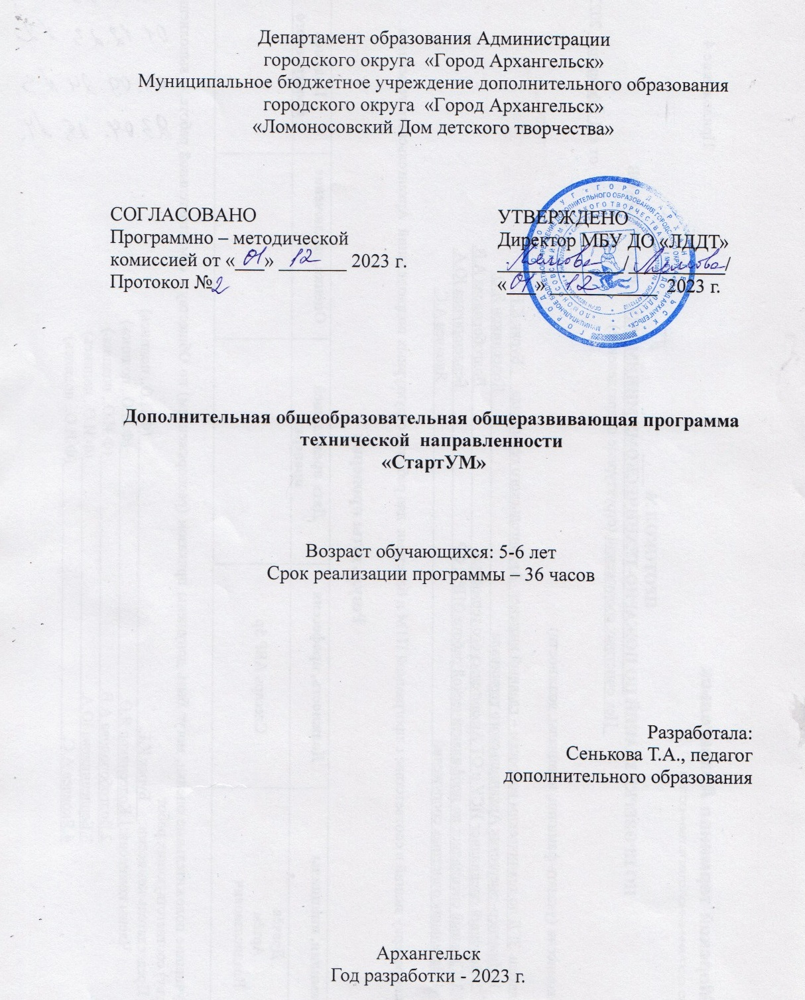 Департамент образования Администрации
городского округа «Город Архангельск»
Муниципальное бюджетное учреждение дополнительного образования
городского округа «Город Архангельск»
«Ломоносовский Дом детского творчества»
СОГЛАСОВАНО
Программно – методической
комиссией от «01» 12 2023 г.
Протокол №2
УТВЕРЖДЕНО
Директор МБУ ДО «ЛДДТ»
«01» 12 2023 г.
Дополнительная общеобразовательная общеразвивающая программа
технической направленности
«СтартУМ»
Возраст обучающихся: 5-6 лет
Срок реализации программы – 36 часов
Разработала:
Сенькова Т.А., педагог
дополнительного образования
Архангельск
Год разработки - 2023 г.